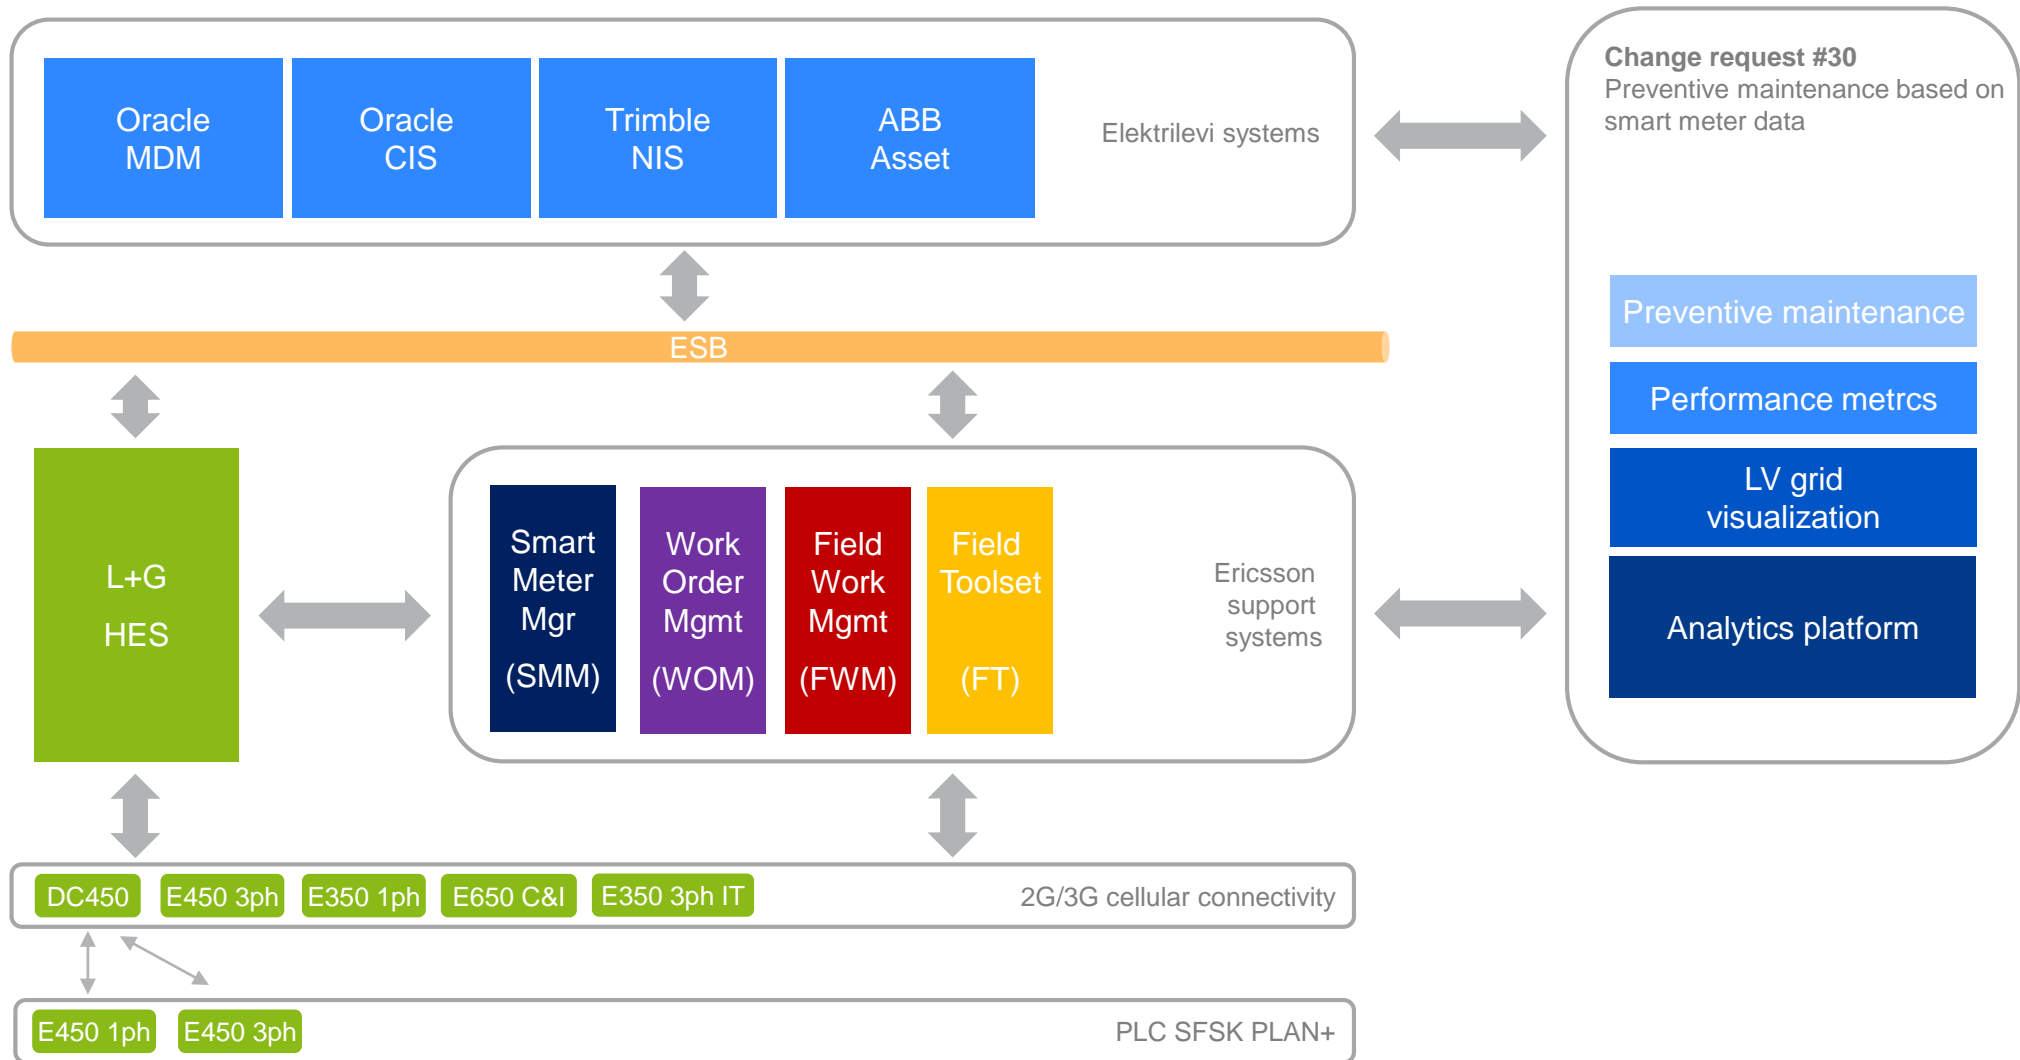 Oracle
MDM
Oracle
CIS
Trimble
NIS
ABB
Asset
Elektrilevi systems
Change request #30
Preventive maintenance based on
smart meter data
Preventive maintenance
Performance metrcs
LV grid
visualization
Analytics platform
ESB
L+G
HES
Smart
Meter
Mgr
(SMM)
Work
Order
Mgmt
(WOM)
Field
Work
Mgmt
(FWM)
Field
Toolset
(FT)
Ericsson
support
systems
DC450
E450 3ph
E350 1ph
E650 C&I
E350 3ph IT
2G/3G cellular connectivity
E450 1ph
E450 3ph
PLC SFSK PLAN+